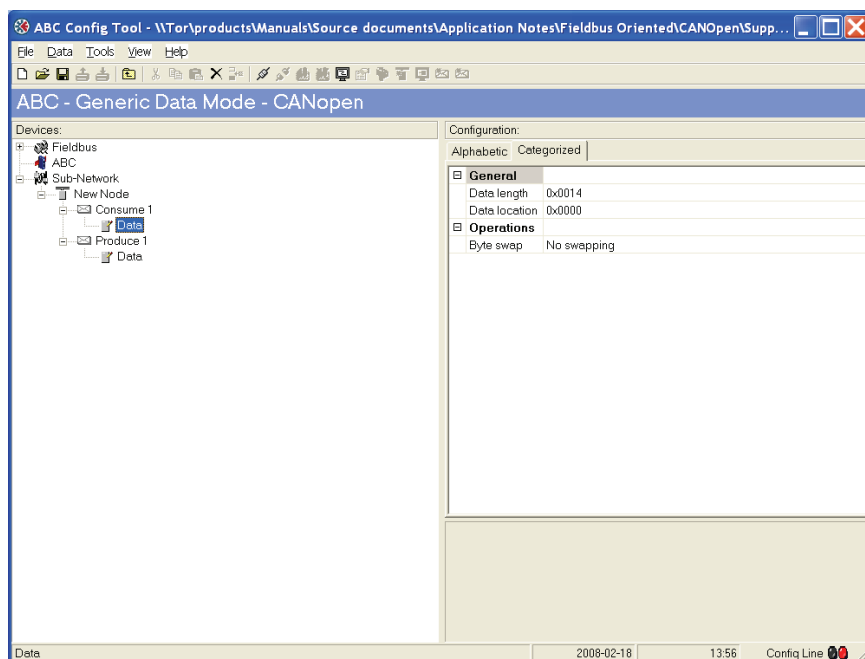 ABC Config Tool - \\Tor\products\Manuals\Source documents\Application Notes\Fieldbus Oriented\CANOpen\Supp...
File Data Tools View Help
ABC - Generic Data Mode - CANopen
Devices:
Fieldbus
ABC
Sub-Network
New Node
Consume 1
Data
Produce 1
Data
Configuration:
Alphabetic Categorized
General
Data length 0x0014
Data location 0x0000
Operations
Byte swap No swapping
Data 2008-02-18 13:56 Config Line